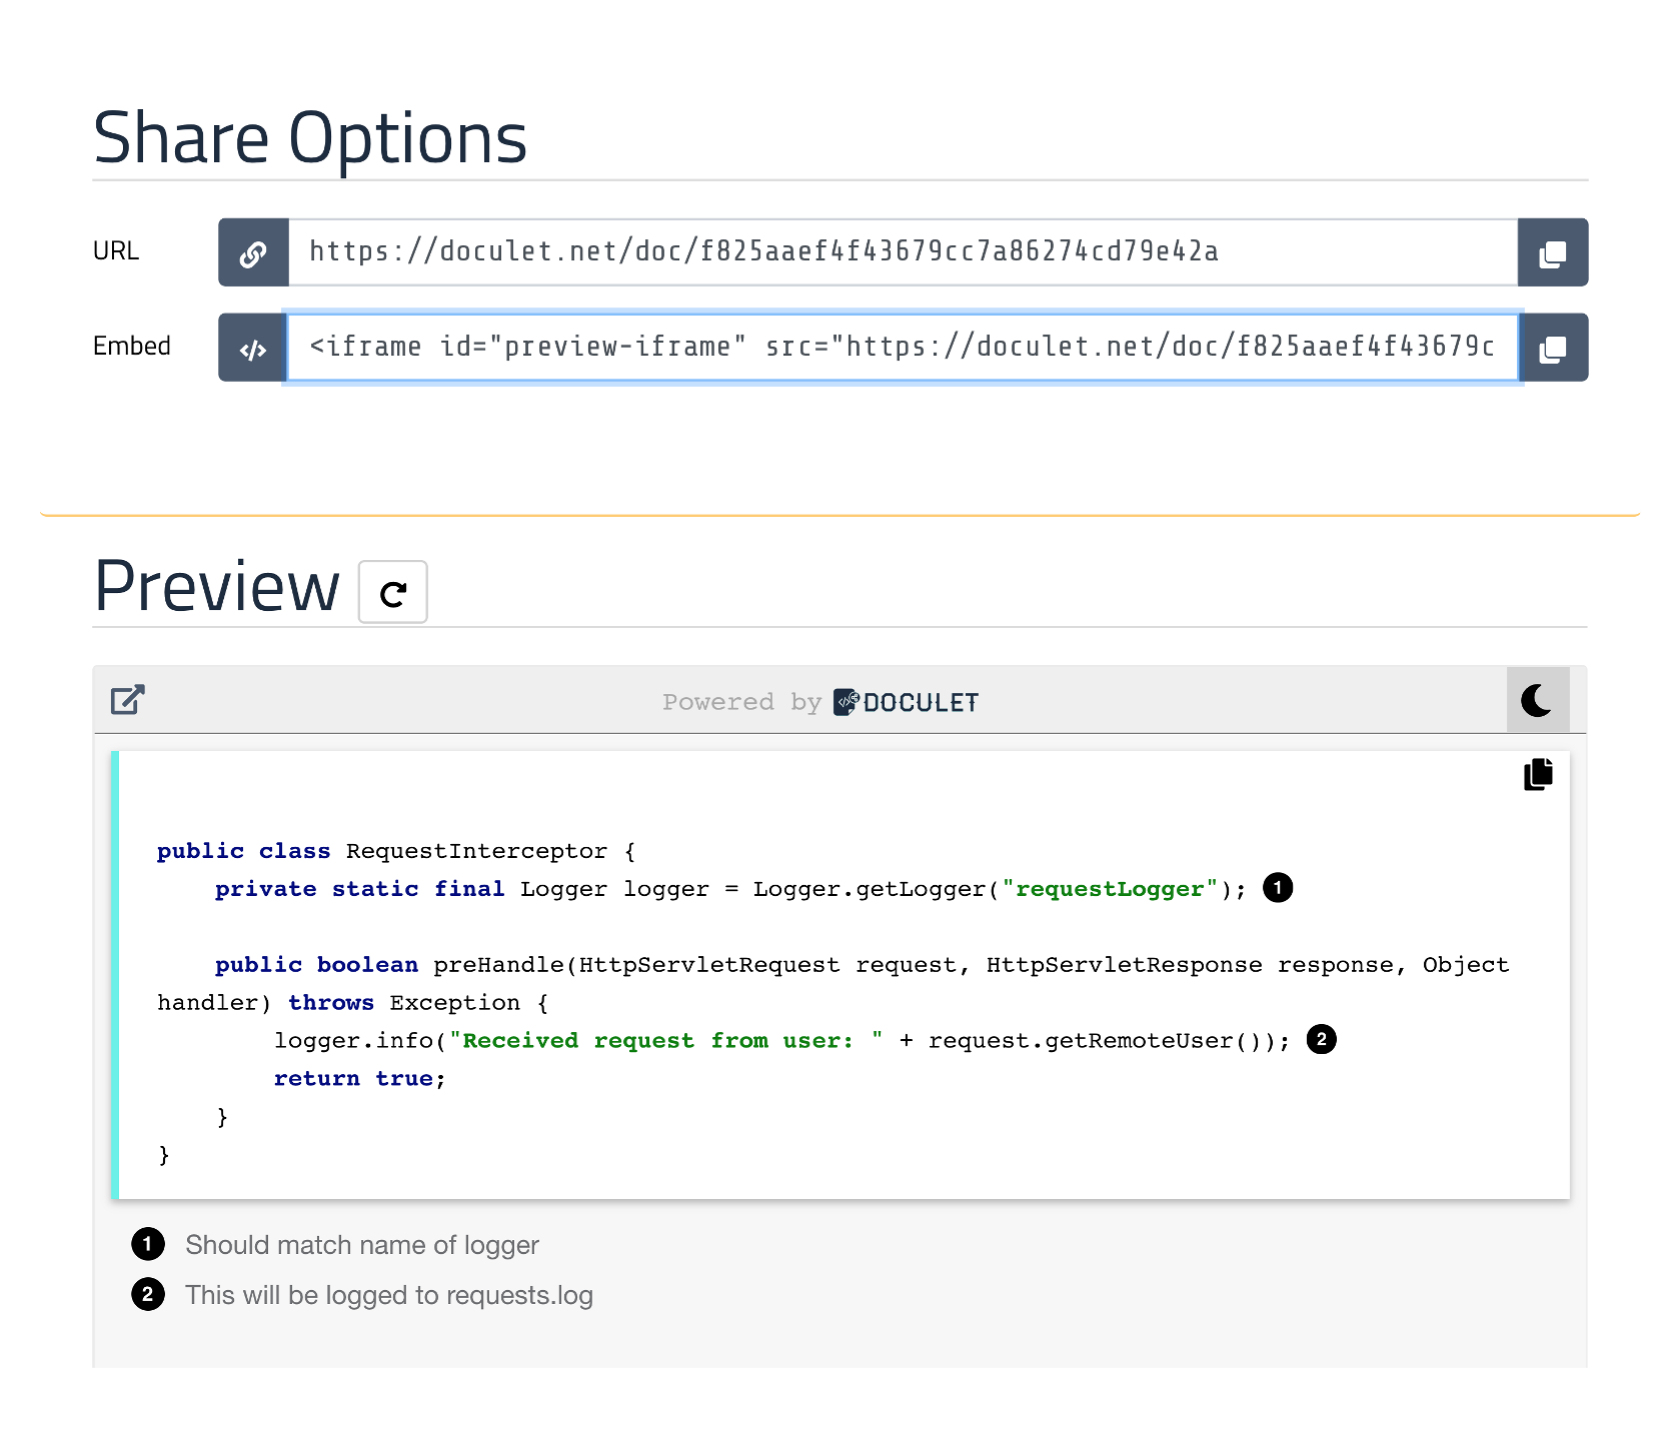 Share Options
URL
https://doculet.net/doc/f825aaef4f43679cc7a86274cd79e42a
Embed
</>
<iframe id="preview-iframe" src="https://doculet.net/doc/f825aaef4f43679c
Preview
Powered by DOCULET
public class RequestInterceptor {
    private static final Logger logger = Logger.getLogger("requestLogger"); 1
    public boolean preHandle(HttpServletRequest request, HttpServletResponse response, Object
handler) throws Exception {
        logger.info("Received request from user: " + request.getRemoteUser()); 2
        return true;
    }
}
1 Should match name of logger
2 This will be logged to requests.log